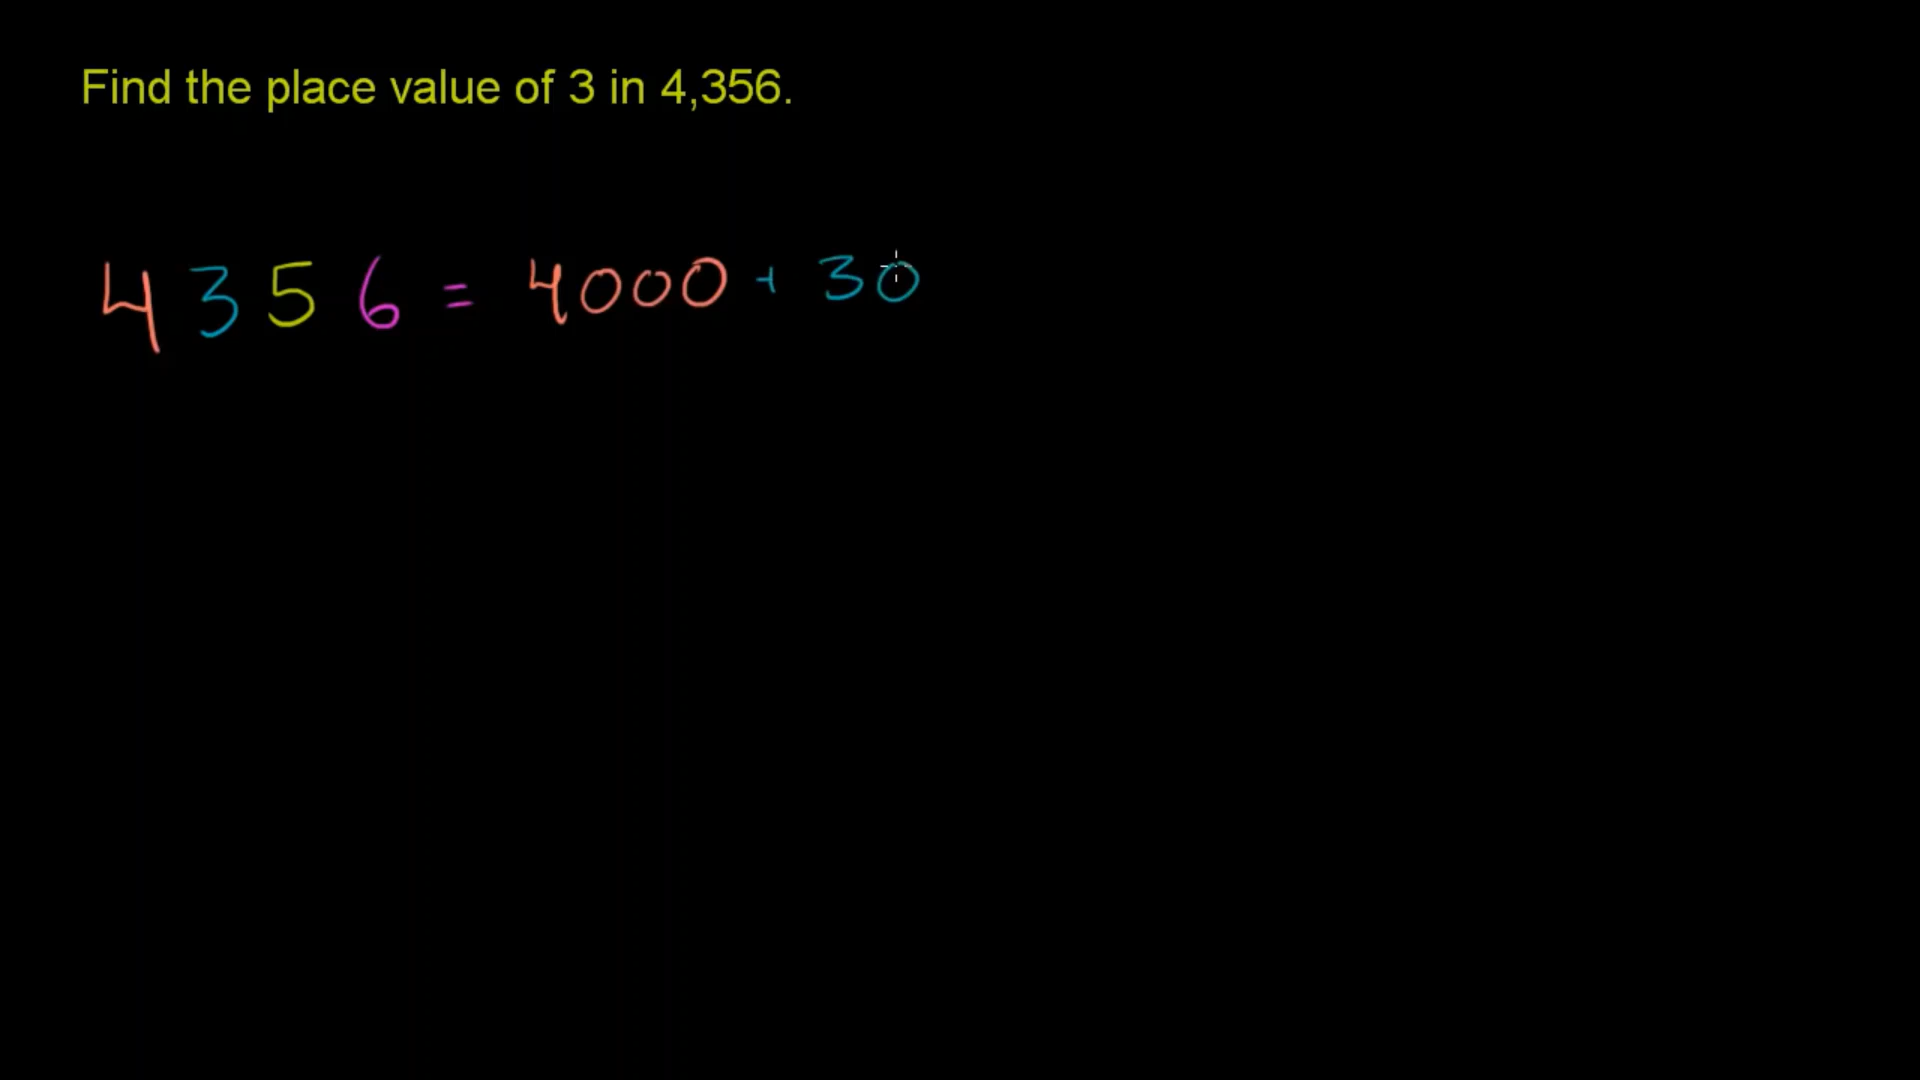 Find the place value of 3 in 4,356.
4356 = 4000 + 30